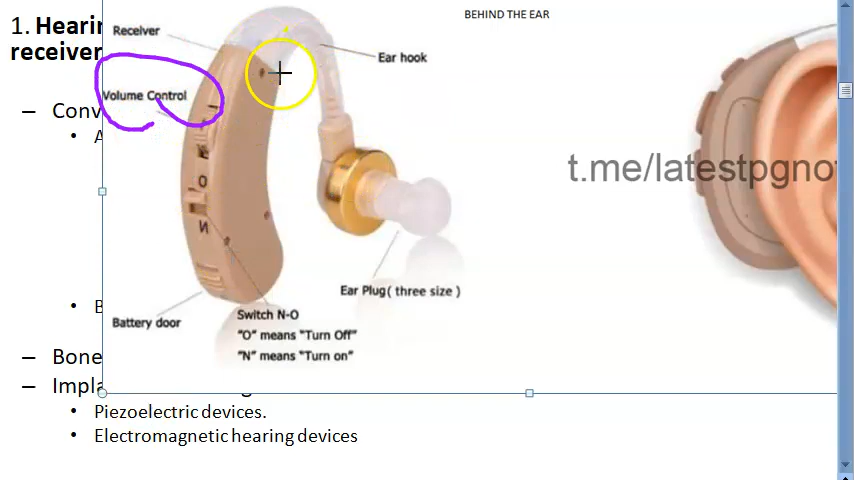 BEHIND THE EAR
1. Hearin
receiver
Receiver
Ear hook
Volume Control
– Conv
• A
O
N
t.me/latestpgno
Ear Plug( three size )
• B
Battery door
Switch N-O
"O" means "Turn Off"
"N" means "Turn on"
– Bone
– Impla
• Piezoelectric devices.
• Electromagnetic hearing devices